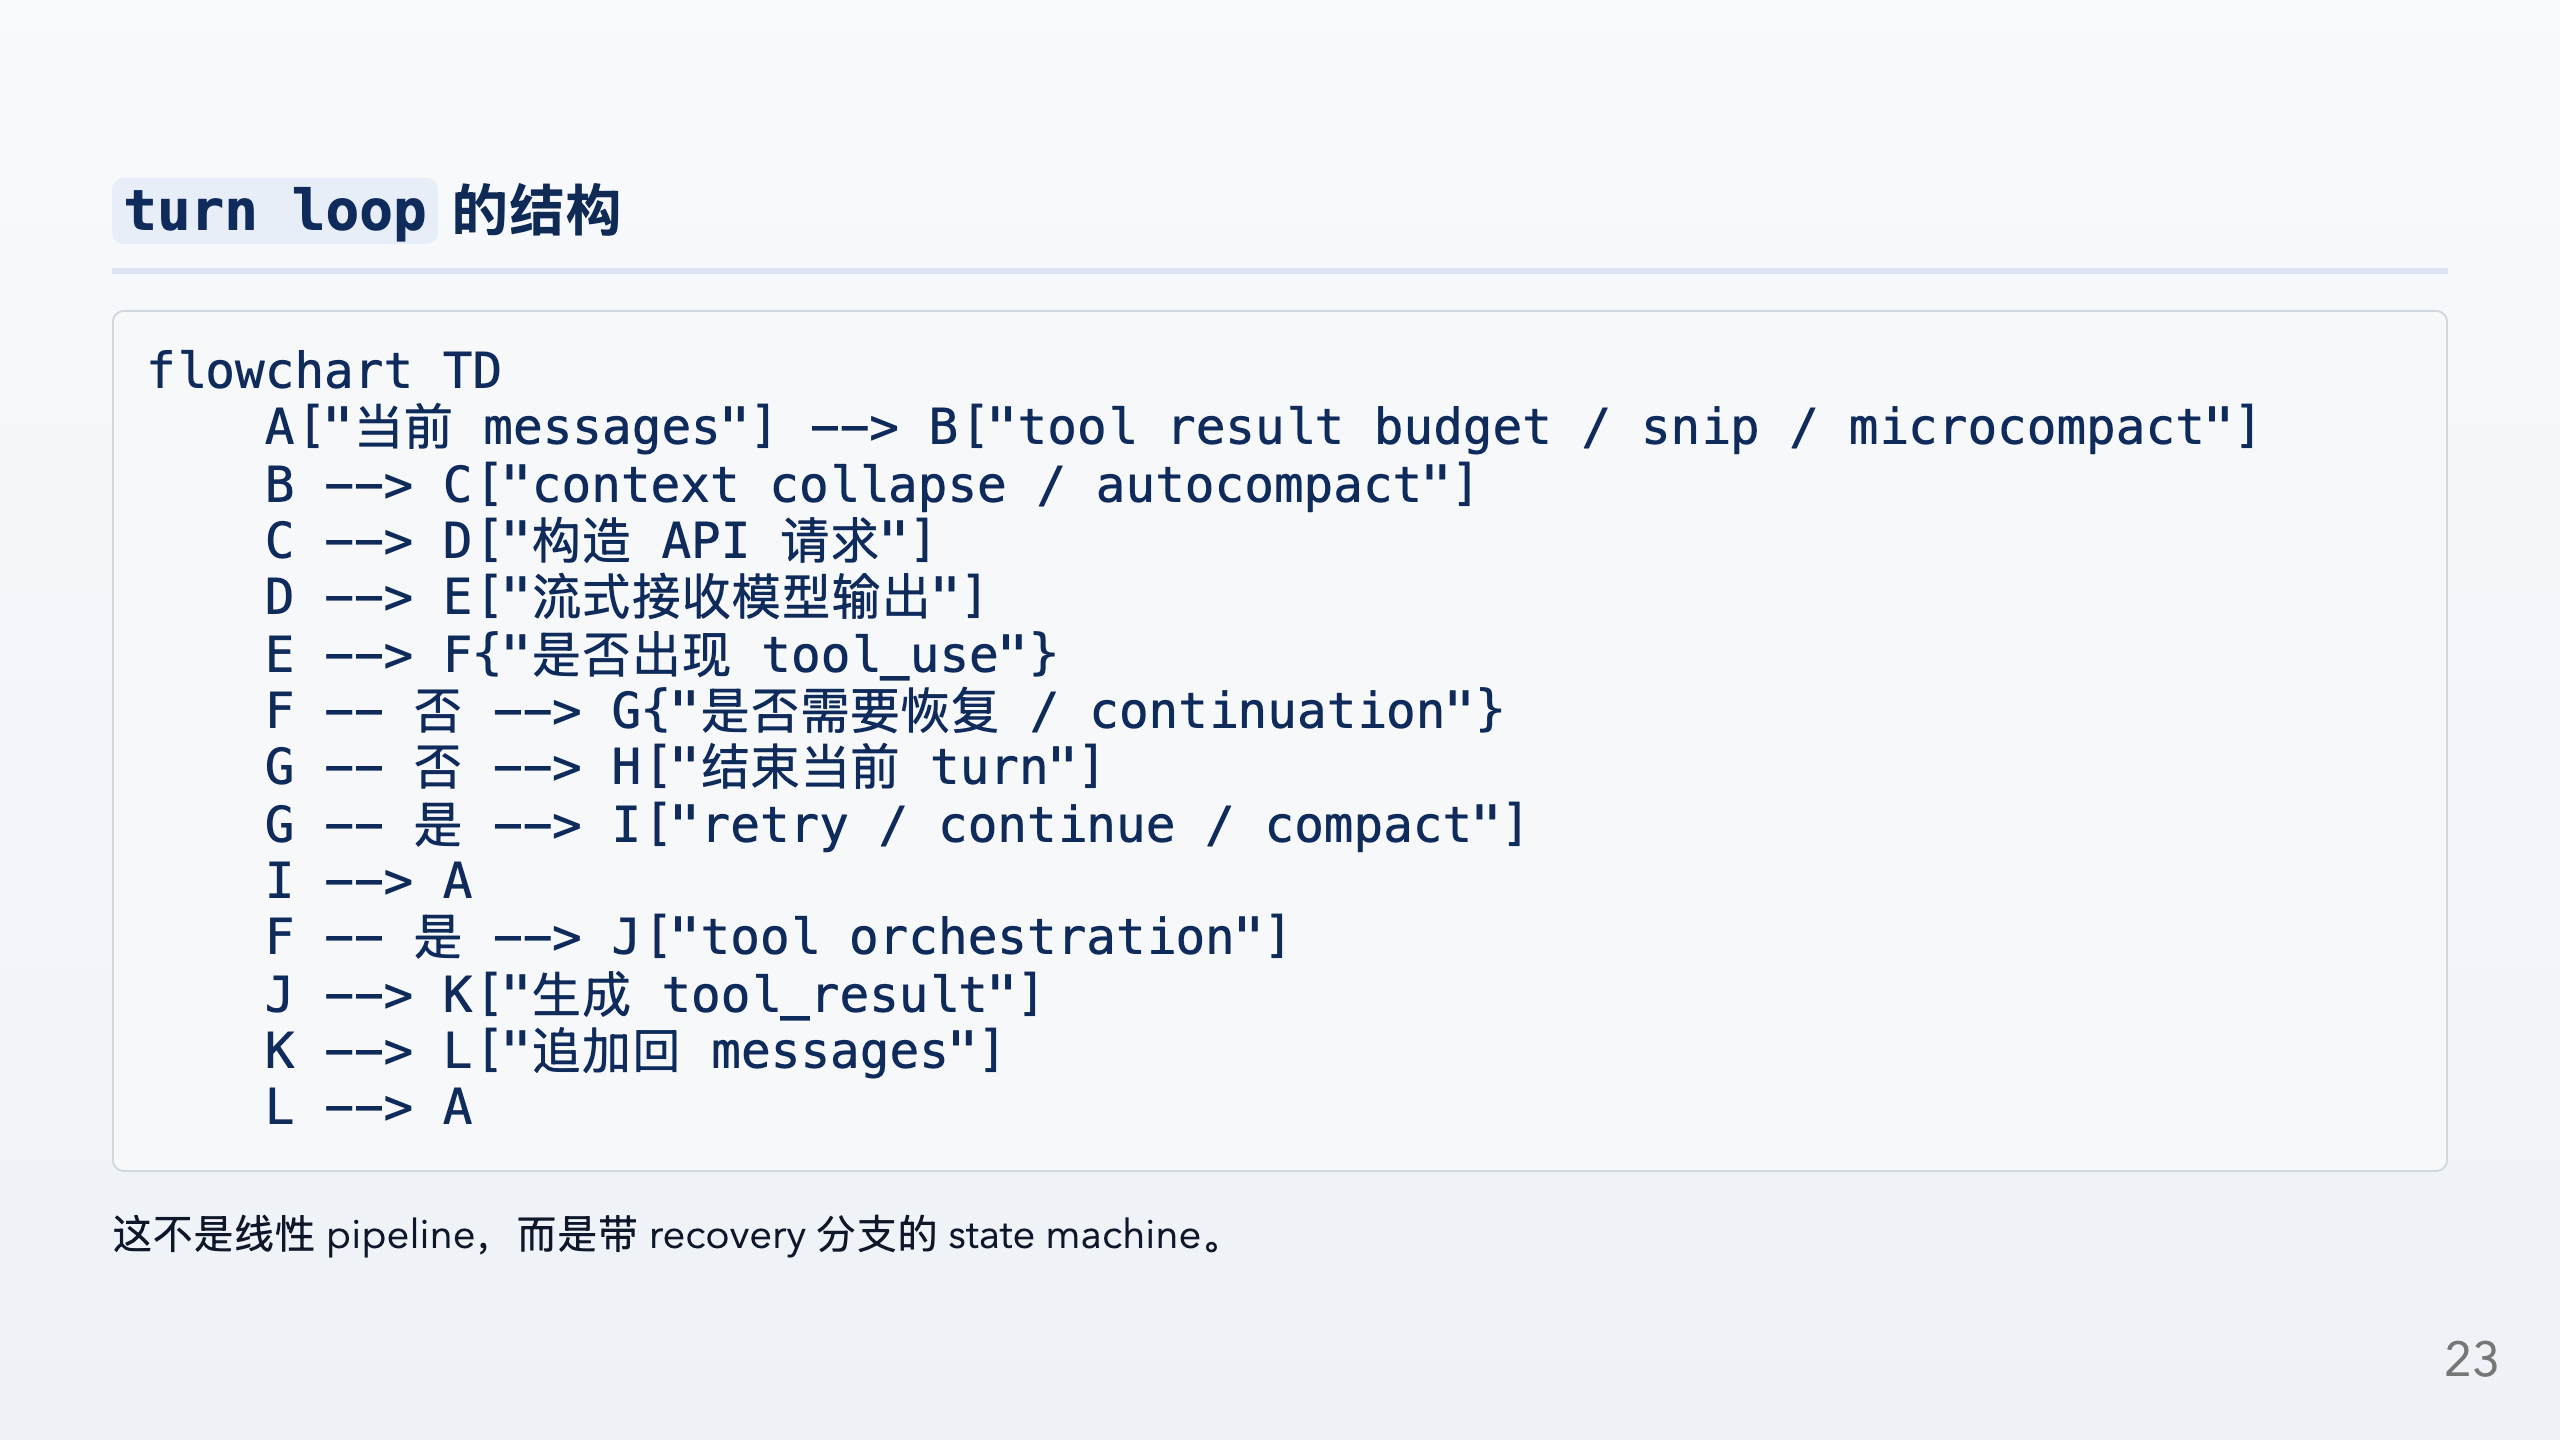 turn loop 的结构
flowchart TD
    A["当前 messages"] --> B["tool result budget / snip / microcompact"]
    B --> C["context collapse / autocompact"]
    C --> D["构造 API 请求"]
    D --> E["流式接收模型输出"]
    E --> F{"是否出现 tool_use"}
    F -- 否 --> G{"是否需要恢复 / continuation"}
    G -- 否 --> H["结束当前 turn"]
    G -- 是 --> I["retry / continue / compact"]
    I --> A
    F -- 是 --> J["tool orchestration"]
    J --> K["生成 tool_result"]
    K --> L["追加回 messages"]
    L --> A
这不是线性 pipeline，而是带 recovery 分支的 state machine。
23